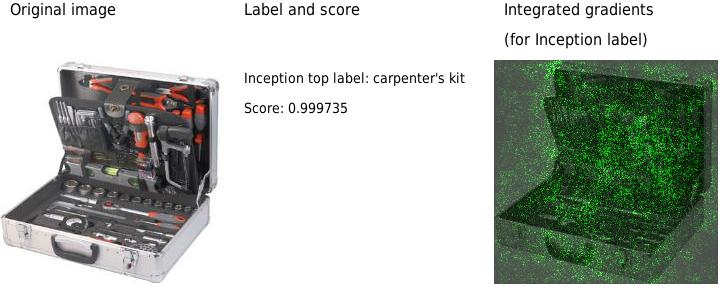 Original image
Label and score
Integrated gradients
(for Inception label)
Inception top label: carpenter's kit
Score: 0.999735